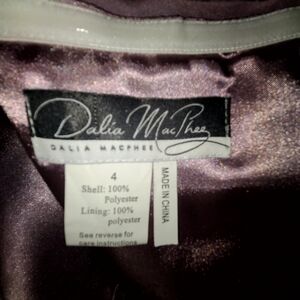 Dalia MacPhee
DALIA MACPHEE
4
Shell: 100%
Polyester
Lining: 100%
polyester
See reverse for
care instructions
MADE IN CHINA